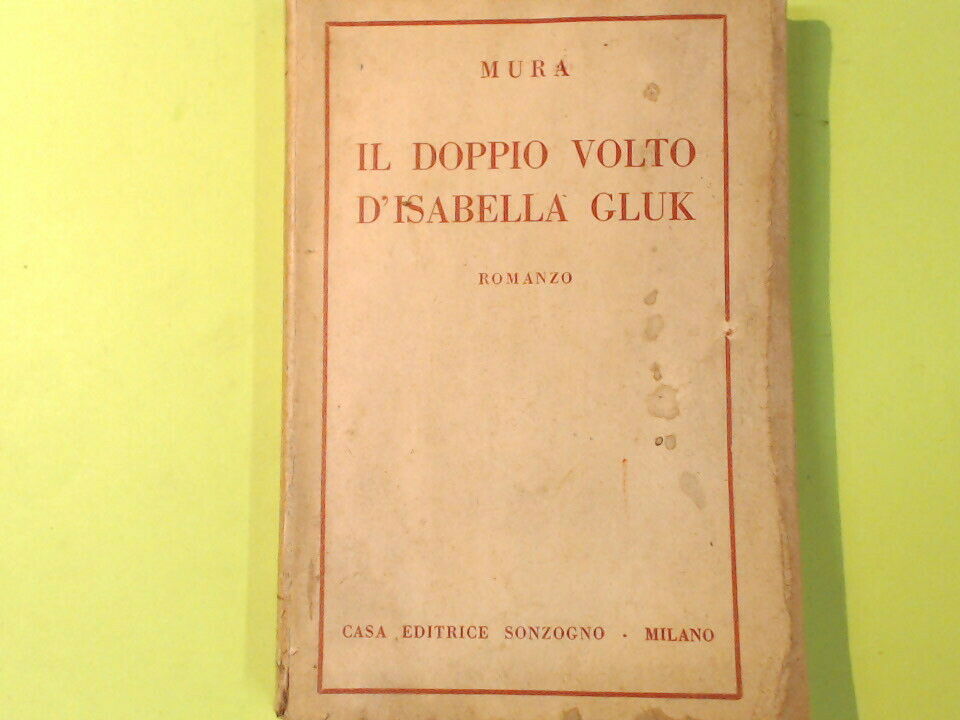 MURA
IL DOPPIO VOLTO
D'ISABELLA GLUK
ROMANZO
CASA EDITRICE SONZOGNO - MILANO